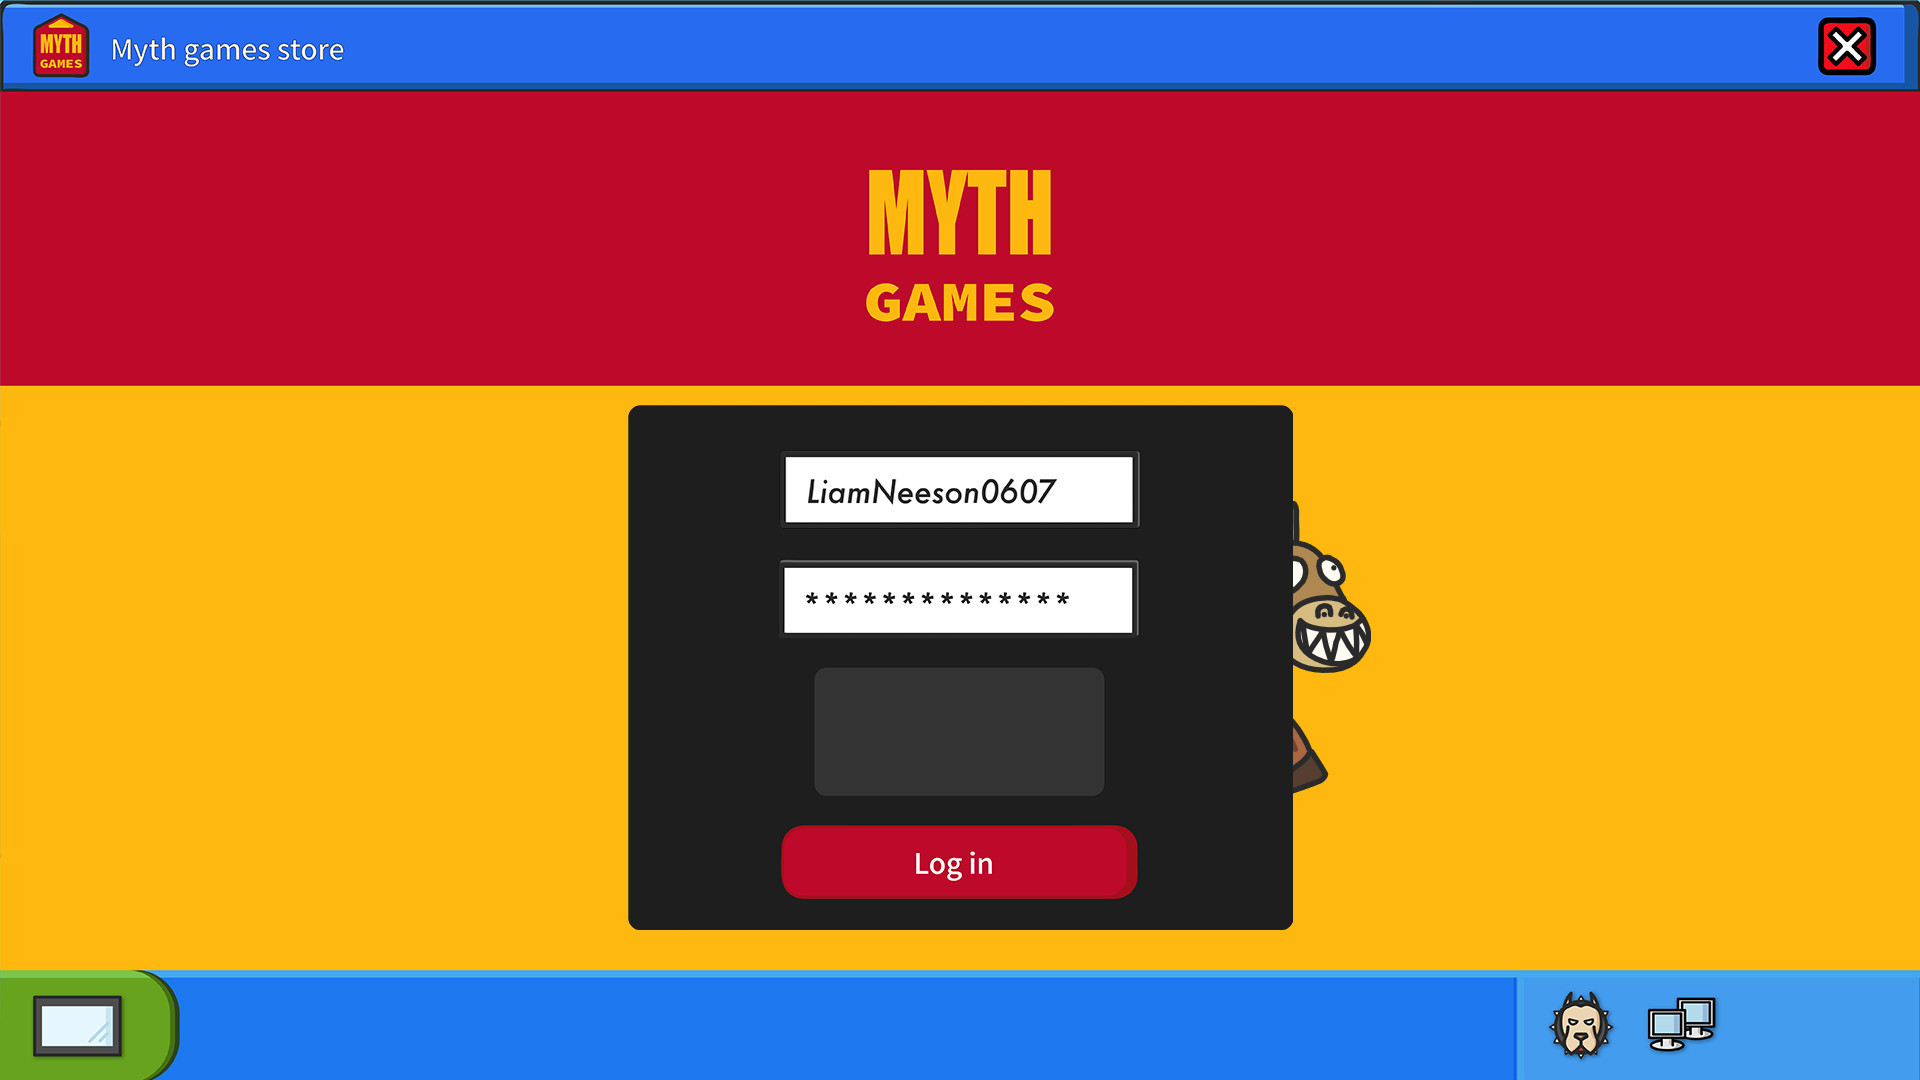 MYTH
GAMES
Myth games store
MYTH
GAMES
LiamNeeson0607
**************
Log in